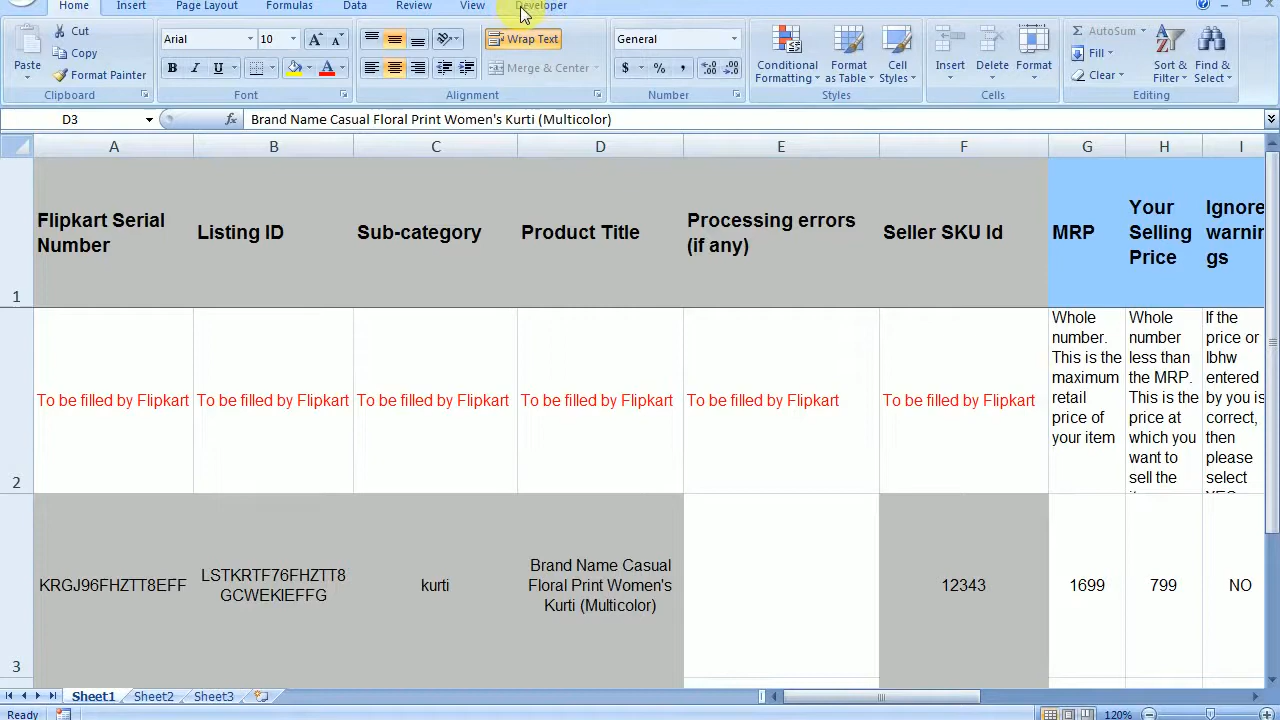 Home Insert Page Layout Formulas Data Review View Developer
Paste
Cut
Copy
Format Painter
Clipboard
Arial 10
B I U
Font
Wrap Text
Merge & Center
Alignment
General
$ % ,
Number
Conditional Formatting
Format as Table
Cell Styles
Styles
Insert
Delete
Format
Cells
AutoSum
Fill
Clear
Sort & Filter
Find & Select
Editing
D3 fx Brand Name Casual Floral Print Women's Kurti (Multicolor)
A B C D E F G H I
1
Flipkart Serial
Number
Listing ID
Sub-category
Product Title
Processing errors
(if any)
Seller SKU Id
MRP
Your
Selling
Price
Ignore
warnin
gs
2
To be filled by Flipkart
To be filled by Flipkart
To be filled by Flipkart
To be filled by Flipkart
To be filled by Flipkart
To be filled by Flipkart
Whole
number.
This is the
maximum
retail
price of
your item
Whole
number
less than
the MRP.
This is the
price at
which you
want to
sell the
If the
price or
lbhw
entered
by you is
correct,
then
please
select
3
KRGJ96FHZTT8EFF
LSTKRTF76FHZTT8
GCWEKIEFFG
kurti
Brand Name Casual
Floral Print Women's
Kurti (Multicolor)
12343
1699
799
NO
Sheet1 Sheet2 Sheet3
Ready
120%